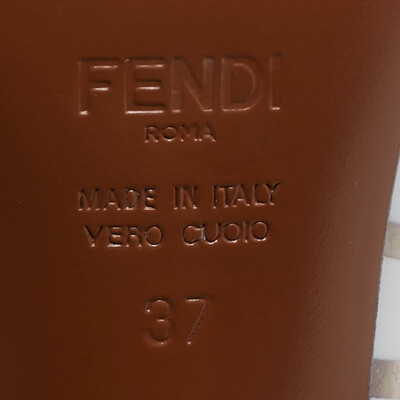 FENDI
ROMA
MADE IN ITALY
VERO CUOIO
37